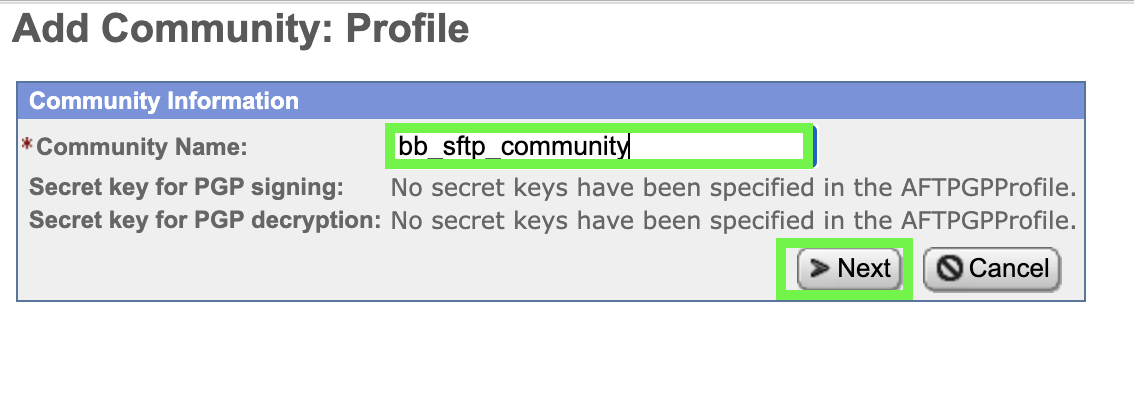 Add Community: Profile
Community Information
*Community Name: bb_sftp_community
Secret key for PGP signing: No secret keys have been specified in the AFTPGPProfile.
Secret key for PGP decryption: No secret keys have been specified in the AFTPGPProfile.
Next Cancel